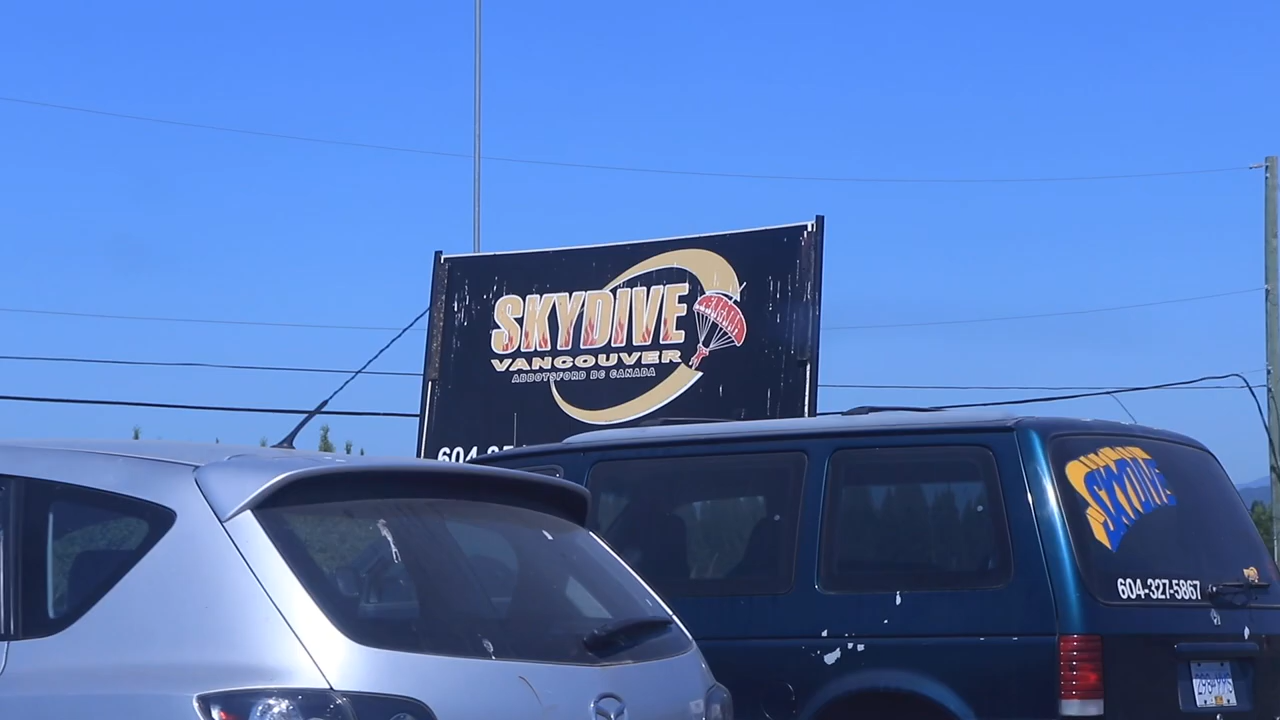 SKYDIVE
VANCOUVER
ABBOTSFORD BC CANADA
SKYDIVE
604-327-5867